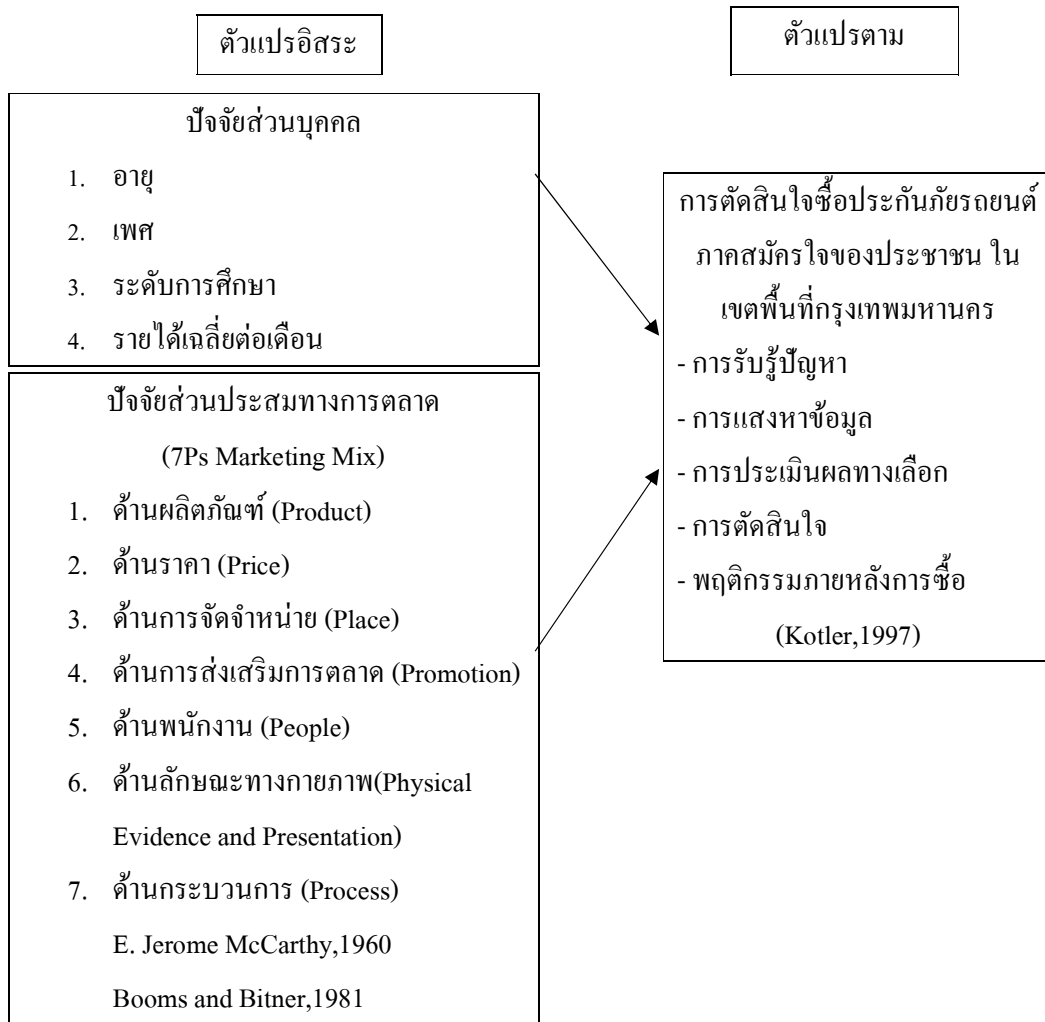 ตัวแปรอิสระ
ตัวแปรตาม
ปัจจัยส่วนบุคคล
1. อายุ
2. เพศ
3. ระดับการศึกษา
4. รายได้เฉลี่ยต่อเดือน
ปัจจัยส่วนประสมทางการตลาด
(7Ps Marketing Mix)
1. ด้านผลิตภัณฑ์ (Product)
2. ด้านราคา (Price)
3. ด้านการจัดจำหน่าย (Place)
4. ด้านการส่งเสริมการตลาด (Promotion)
5. ด้านพนักงาน (People)
6. ด้านลักษณะทางกายภาพ(Physical
Evidence and Presentation)
7. ด้านกระบวนการ (Process)
E. Jerome McCarthy,1960
Booms and Bitner,1981
การตัดสินใจซื้อประกันภัยรถยนต์
ภาคสมัครใจของประชาชน ใน
เขตพื้นที่กรุงเทพมหานคร
- การรับรู้ปัญหา
- การแสงหาข้อมูล
- การประเมินผลทางเลือก
- การตัดสินใจ
- พฤติกรรมภายหลังการซื้อ
(Kotler,1997)